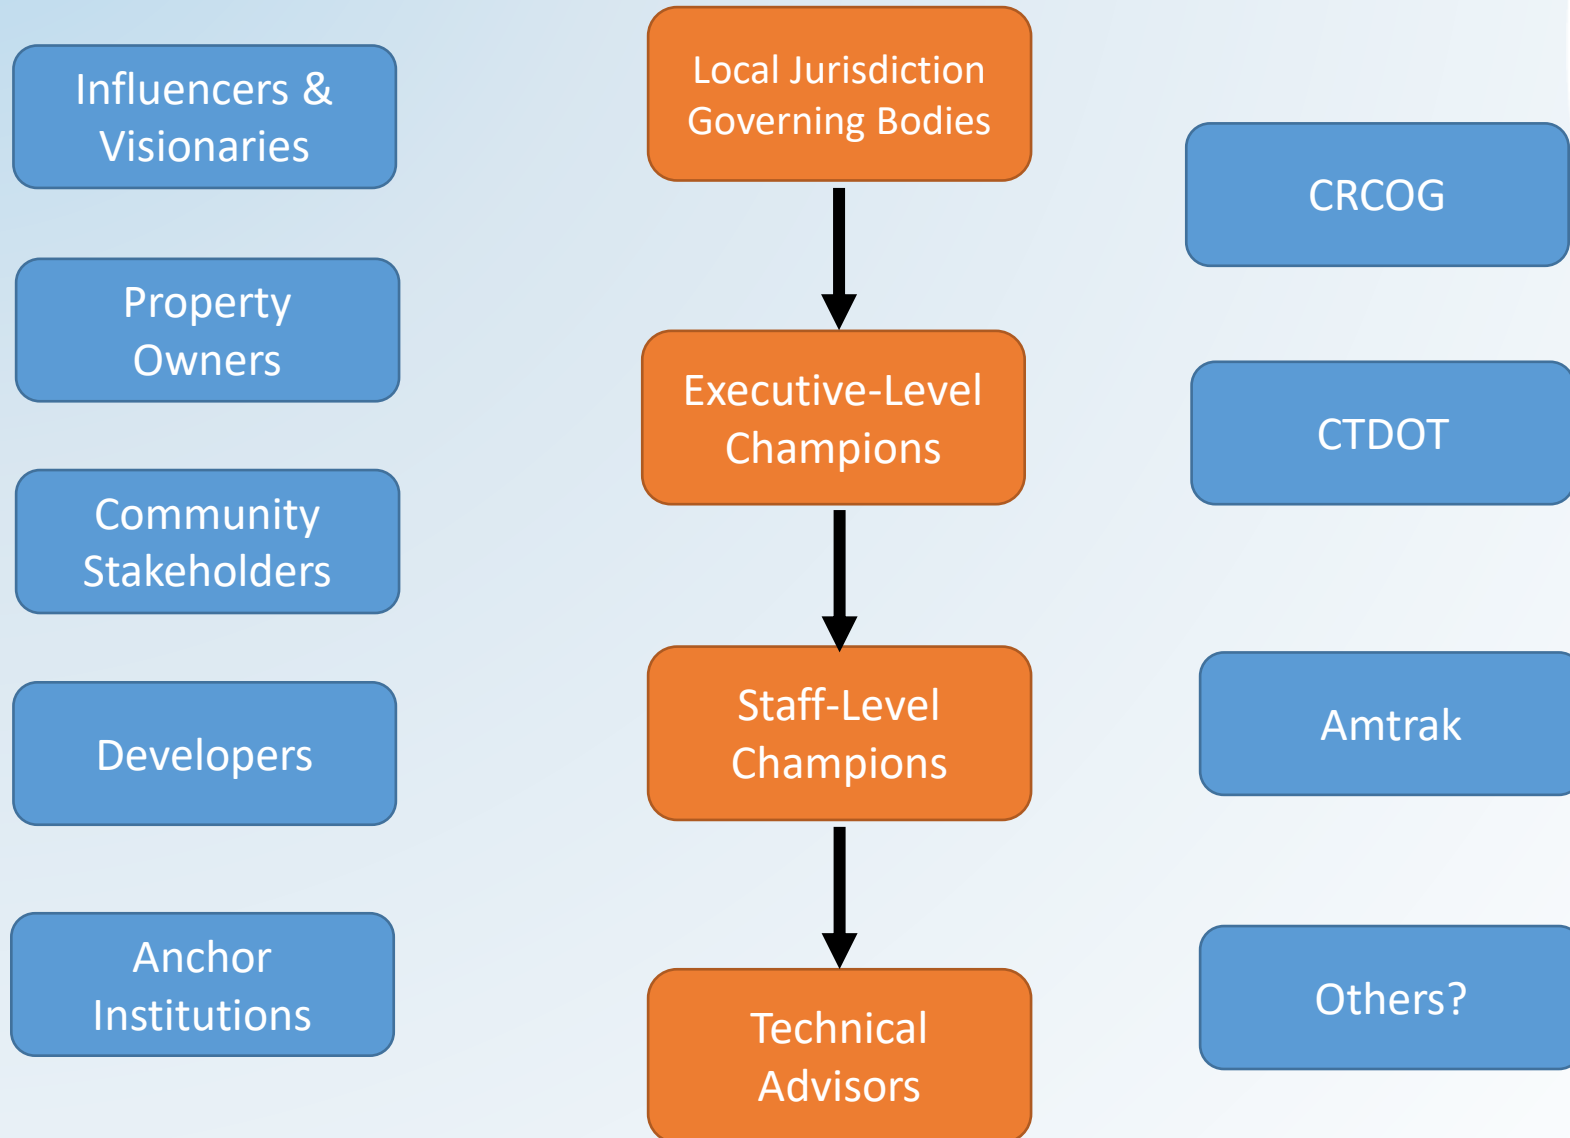 Influencers &
Visionaries
Property
Owners
Community
Stakeholders
Developers
Anchor
Institutions
Local Jurisdiction
Governing Bodies
Executive-Level
Champions
Staff-Level
Champions
Technical
Advisors
CRCOG
CTDOT
Amtrak
Others?